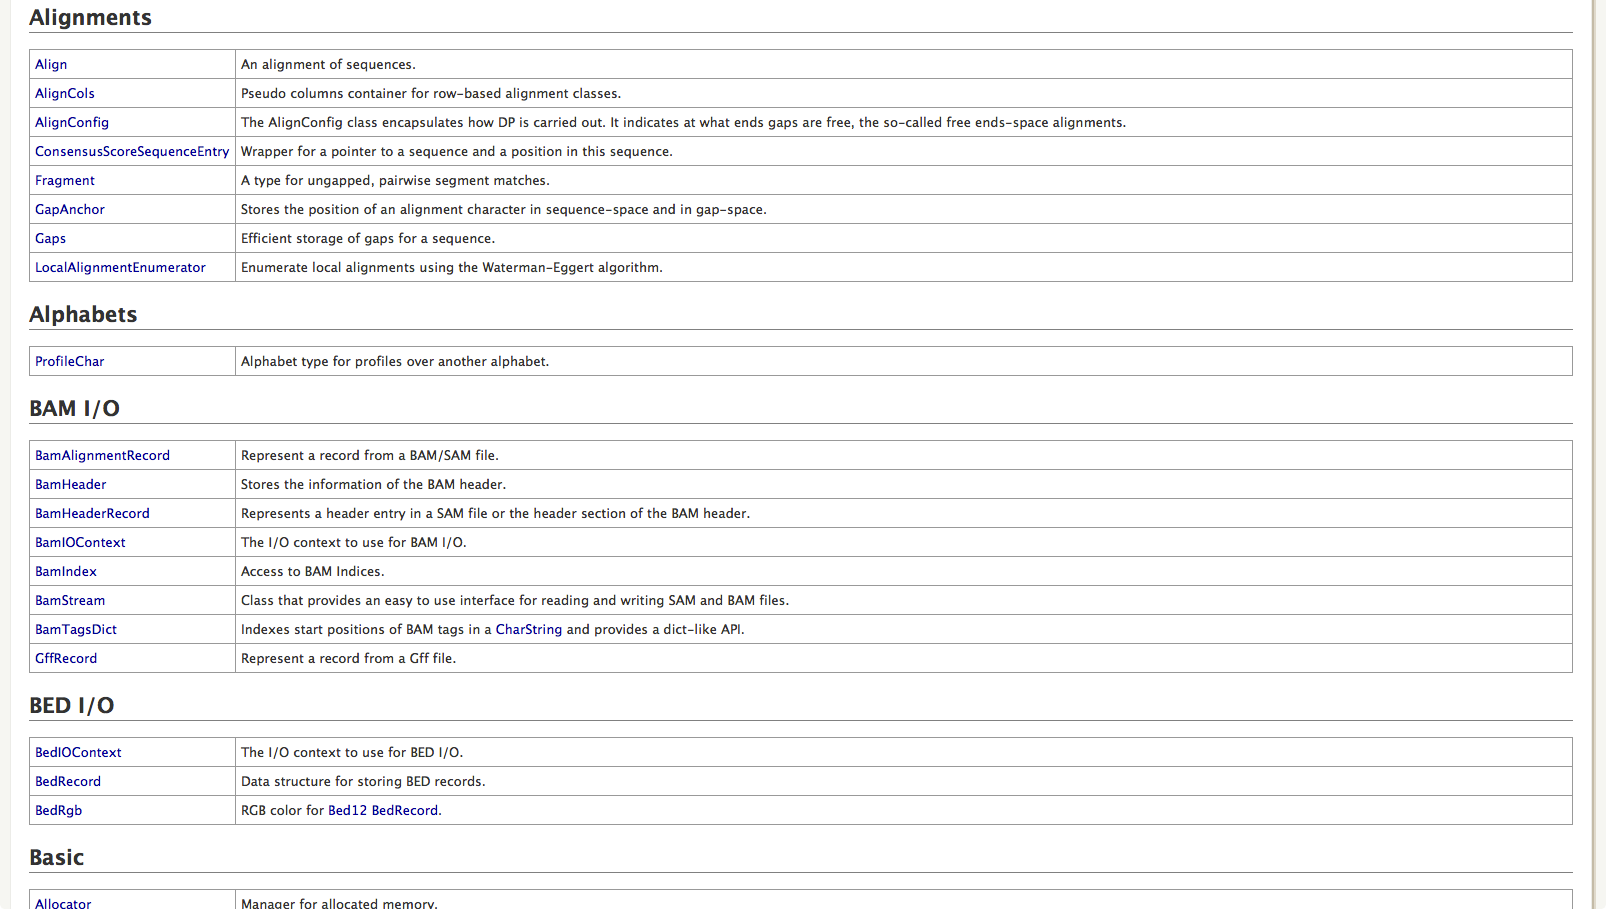 Alignments
Align An alignment of sequences.
AlignCols Pseudo columns container for row-based alignment classes.
AlignConfig The AlignConfig class encapsulates how DP is carried out. It indicates at what ends gaps are free, the so-called free ends-space alignments.
ConsensusScoreSequenceEntry Wrapper for a pointer to a sequence and a position in this sequence.
Fragment A type for ungapped, pairwise segment matches.
GapAnchor Stores the position of an alignment character in sequence-space and in gap-space.
Gaps Efficient storage of gaps for a sequence.
LocalAlignmentEnumerator Enumerate local alignments using the Waterman-Eggert algorithm.
Alphabets
ProfileChar Alphabet type for profiles over another alphabet.
BAM I/O
BamAlignmentRecord Represent a record from a BAM/SAM file.
BamHeader Stores the information of the BAM header.
BamHeaderRecord Represents a header entry in a SAM file or the header section of the BAM header.
BamIOContext The I/O context to use for BAM I/O.
BamIndex Access to BAM Indices.
BamStream Class that provides an easy to use interface for reading and writing SAM and BAM files.
BamTagsDict Indexes start positions of BAM tags in a CharString and provides a dict-like API.
GffRecord Represent a record from a Gff file.
BED I/O
BedIOContext The I/O context to use for BED I/O.
BedRecord Data structure for storing BED records.
BedRgb RGB color for Bed12 BedRecord.
Basic
Allocator Manager for allocated memory.